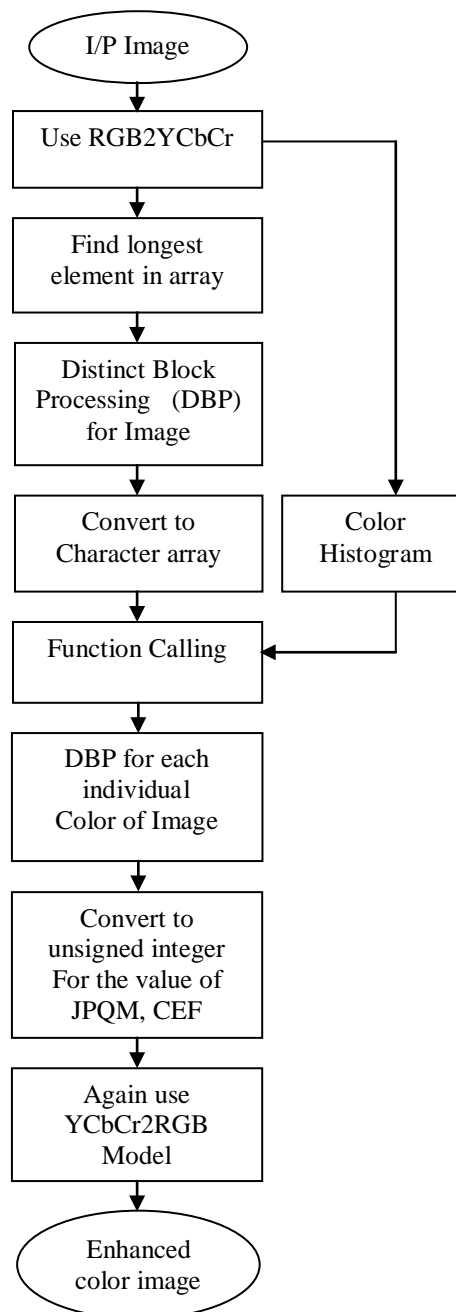 I/P Image
Use RGB2YCbCr
Find longest
element in array
Distinct Block
Processing (DBP)
for Image
Convert to
Character array
Color
Histogram
Function Calling
DBP for each
individual
Color of Image
Convert to
unsigned integer
For the value of
JPQM, CEF
Again use
YCbCr2RGB
Model
Enhanced
color image